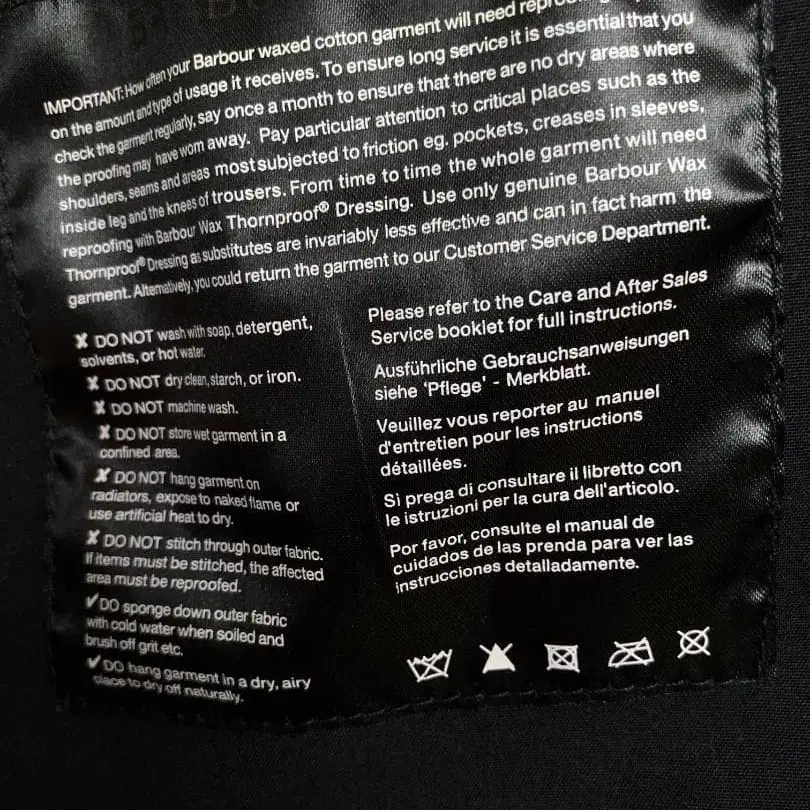 IMPORTANT: How often your Barbour waxed cotton garment will need reproofing
on the amount and type of usage it receives. To ensure long service it is essential that you
check the garment regularly, say once a month to ensure that there are no dry areas where
the proofing may have worn away. Pay particular attention to critical places such as the
shoulders, seams and areas most subjected to friction eg. pockets, creases in sleeves,
inside leg and the knees of trousers. From time to time the whole garment will need
reproofing with Barbour Wax Thornproof® Dressing. Use only genuine Barbour Wax
Thornproof® Dressing as substitutes are invariably less effective and can in fact harm the
garment. Alternatively, you could return the garment to our Customer Service Department.
✗ DO NOT wash with soap, detergent,
solvents, or hot water.
✗ DO NOT dry clean, starch, or iron.
✗ DO NOT machine wash.
✗ DO NOT store wet garment in a
confined area.
✗ DO NOT hang garment on
radiators, expose to naked flame or
use artificial heat to dry.
✗ DO NOT stitch through outer fabric.
If items must be stitched, the affected
area must be reproofed.
✓ DO sponge down outer fabric
with cold water when soiled and
brush off grit etc.
✓ DO hang garment in a dry, airy
place to dry off naturally.
Please refer to the Care and After Sales
Service booklet for full instructions.
Ausführliche Gebrauchsanweisungen
siehe 'Pflege' - Merkblatt.
Veuillez vous reporter au manuel
d'entretien pour les instructions
détaillées.
Si prega di consultare il libretto con
le istruzioni per la cura dell'articolo.
Por favor, consulte el manual de
cuidados de las prenda para ver las
instrucciones detalladamente.